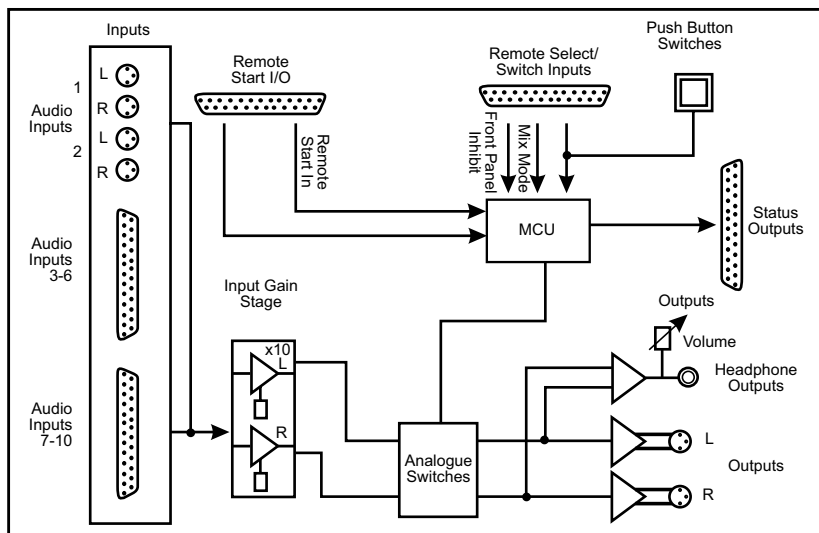 Inputs
1
L
R
Audio
Inputs
2
L
R
Audio
Inputs
3-6
Audio
Inputs
7-10
Remote
Start I/O
Remote
Start In
Remote Select/
Switch Inputs
Front Panel
Inhibit
Mix Mode
Push Button
Switches
MCU
Status
Outputs
Input Gain
Stage
x10
L
R
Analogue
Switches
Outputs
Volume
Headphone
Outputs
L
Outputs
R